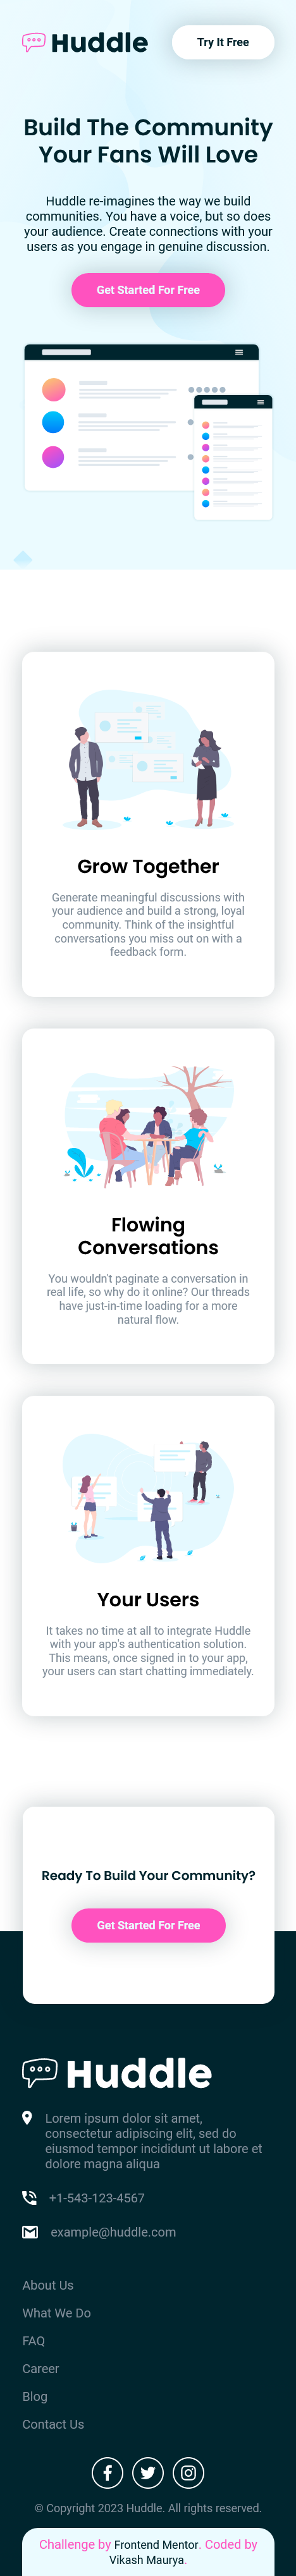 Huddle
Try It Free
Build The Community
Your Fans Will Love
Huddle re-imagines the way we build
communities. You have a voice, but so does
your audience. Create connections with your
users as you engage in genuine discussion.
Get Started For Free
Grow Together
Generate meaningful discussions with
your audience and build a strong, loyal
community. Think of the insightful
conversations you miss out on with a
feedback form.
Flowing
Conversations
You wouldn't paginate a conversation in
real life, so why do it online? Our threads
have just-in-time loading for a more
natural flow.
Your Users
It takes no time at all to integrate Huddle
with your app's authentication solution.
This means, once signed in to your app,
your users can start chatting immediately.
Ready To Build Your Community?
Get Started For Free
Huddle
Lorem ipsum dolor sit amet,
consectetur adipiscing elit, sed do
eiusmod tempor incididunt ut labore et
dolore magna aliqua
+1-543-123-4567
example@huddle.com
About Us
What We Do
FAQ
Career
Blog
Contact Us
© Copyright 2023 Huddle. All rights reserved.
Challenge by Frontend Mentor. Coded by
Vikash Maurya.